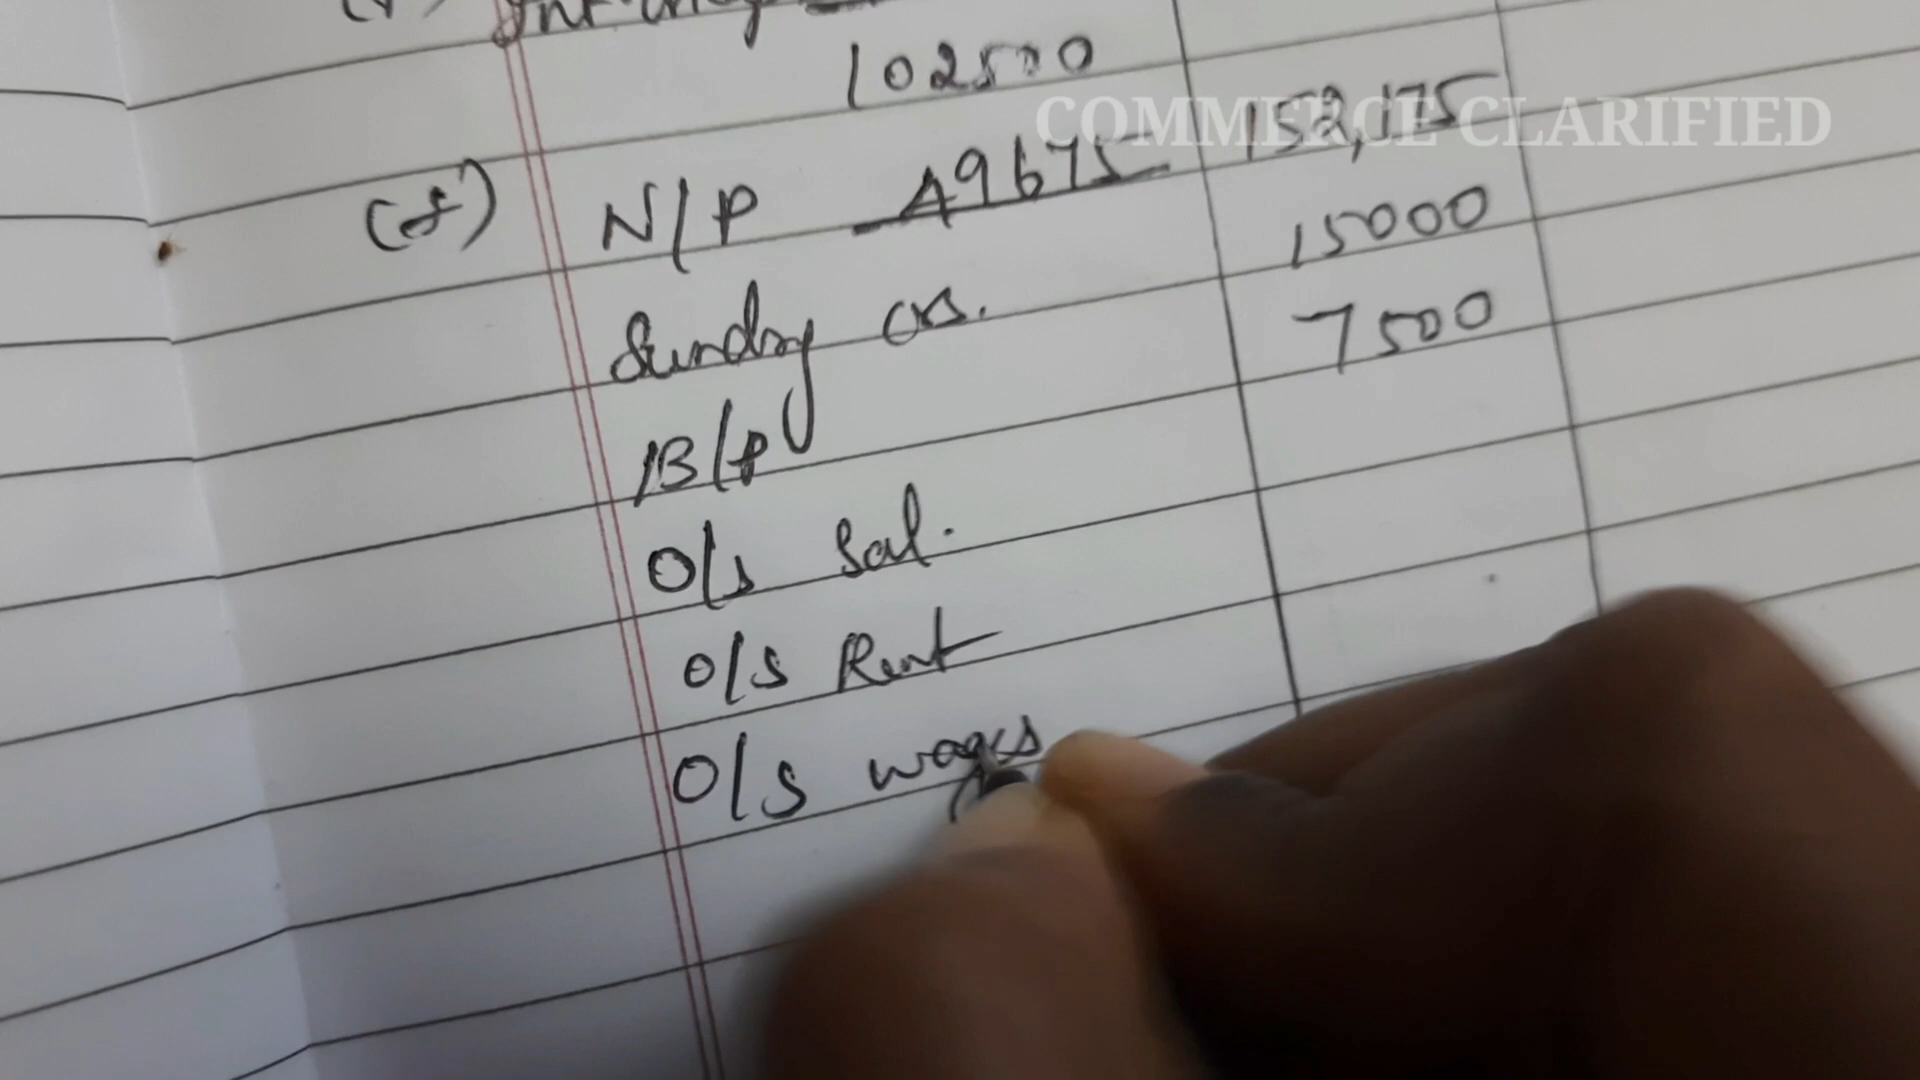 102500
COMMERCE CLARIFIED
(+) N/P 49675 152,175
Sundry crs. 15000
B/P 7500
O/s Sal.
O/S Rent
O/S wages